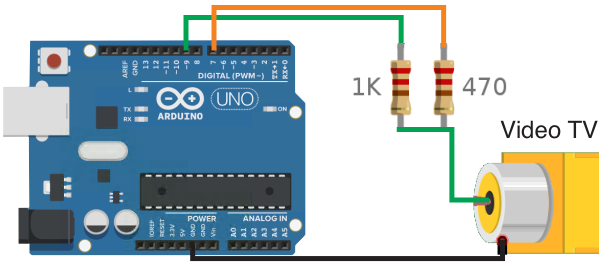 AREF
GND
13
12
~11
~10
~9
8
7
~6
~5
4
~3
2
TX→1
RX←0
DIGITAL (PWM~)
L
TX
RX
UNO
ON
ARDUINO
1K
470
Video TV
POWER
ANALOG IN
IOREF
RESET
3.3V
5V
GND
GND
Vin
A0
A1
A2
A3
A4
A5